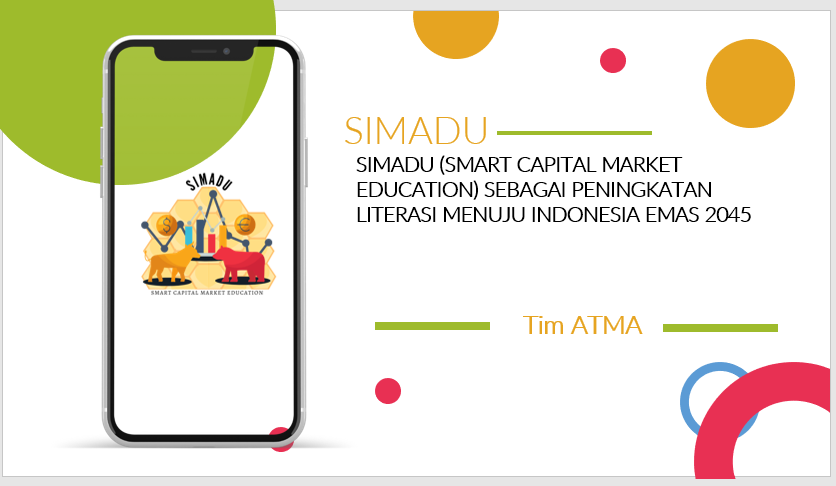 SIMADU
SIMADU (SMART CAPITAL MARKET
EDUCATION) SEBAGAI PENINGKATAN
LITERASI MENUJU INDONESIA EMAS 2045
Tim ATMA
SIMADU
SMART CAPITAL MARKET EDUCATION